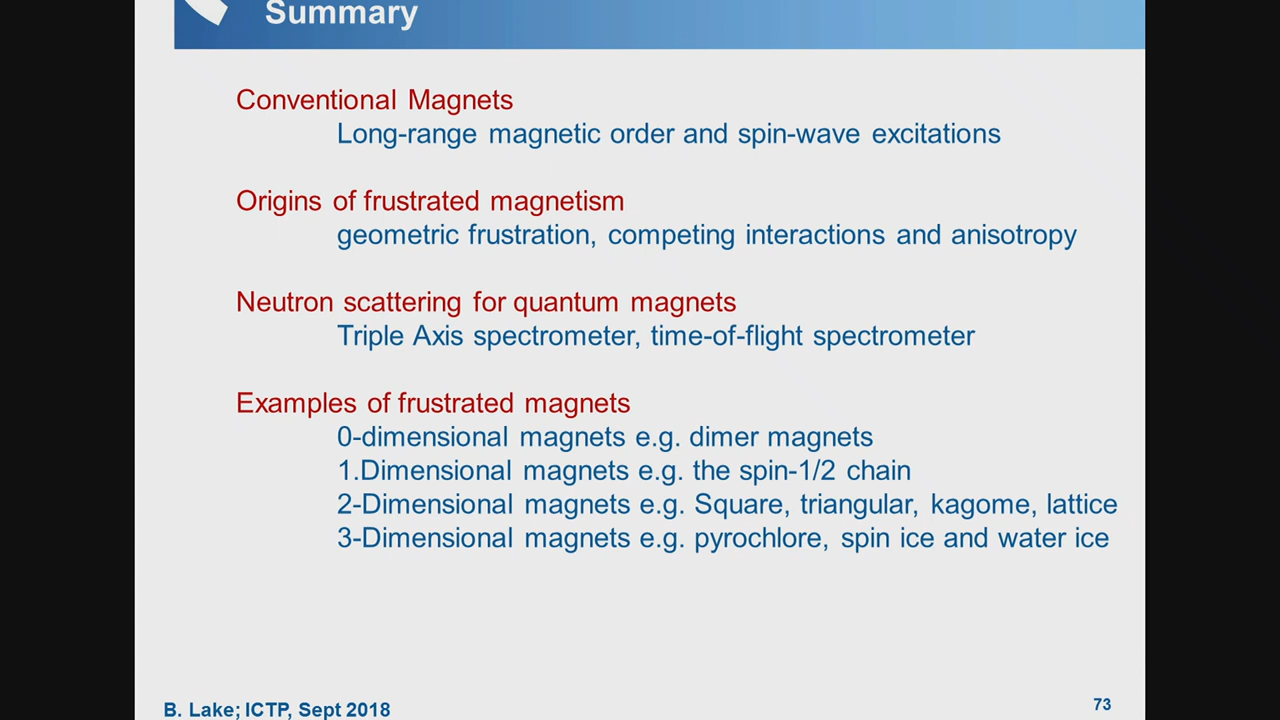 Summary
Conventional Magnets
Long-range magnetic order and spin-wave excitations
Origins of frustrated magnetism
geometric frustration, competing interactions and anisotropy
Neutron scattering for quantum magnets
Triple Axis spectrometer, time-of-flight spectrometer
Examples of frustrated magnets
0-dimensional magnets e.g. dimer magnets
1.Dimensional magnets e.g. the spin-1/2 chain
2-Dimensional magnets e.g. Square, triangular, kagome, lattice
3-Dimensional magnets e.g. pyrochlore, spin ice and water ice
B. Lake; ICTP, Sept 2018
73